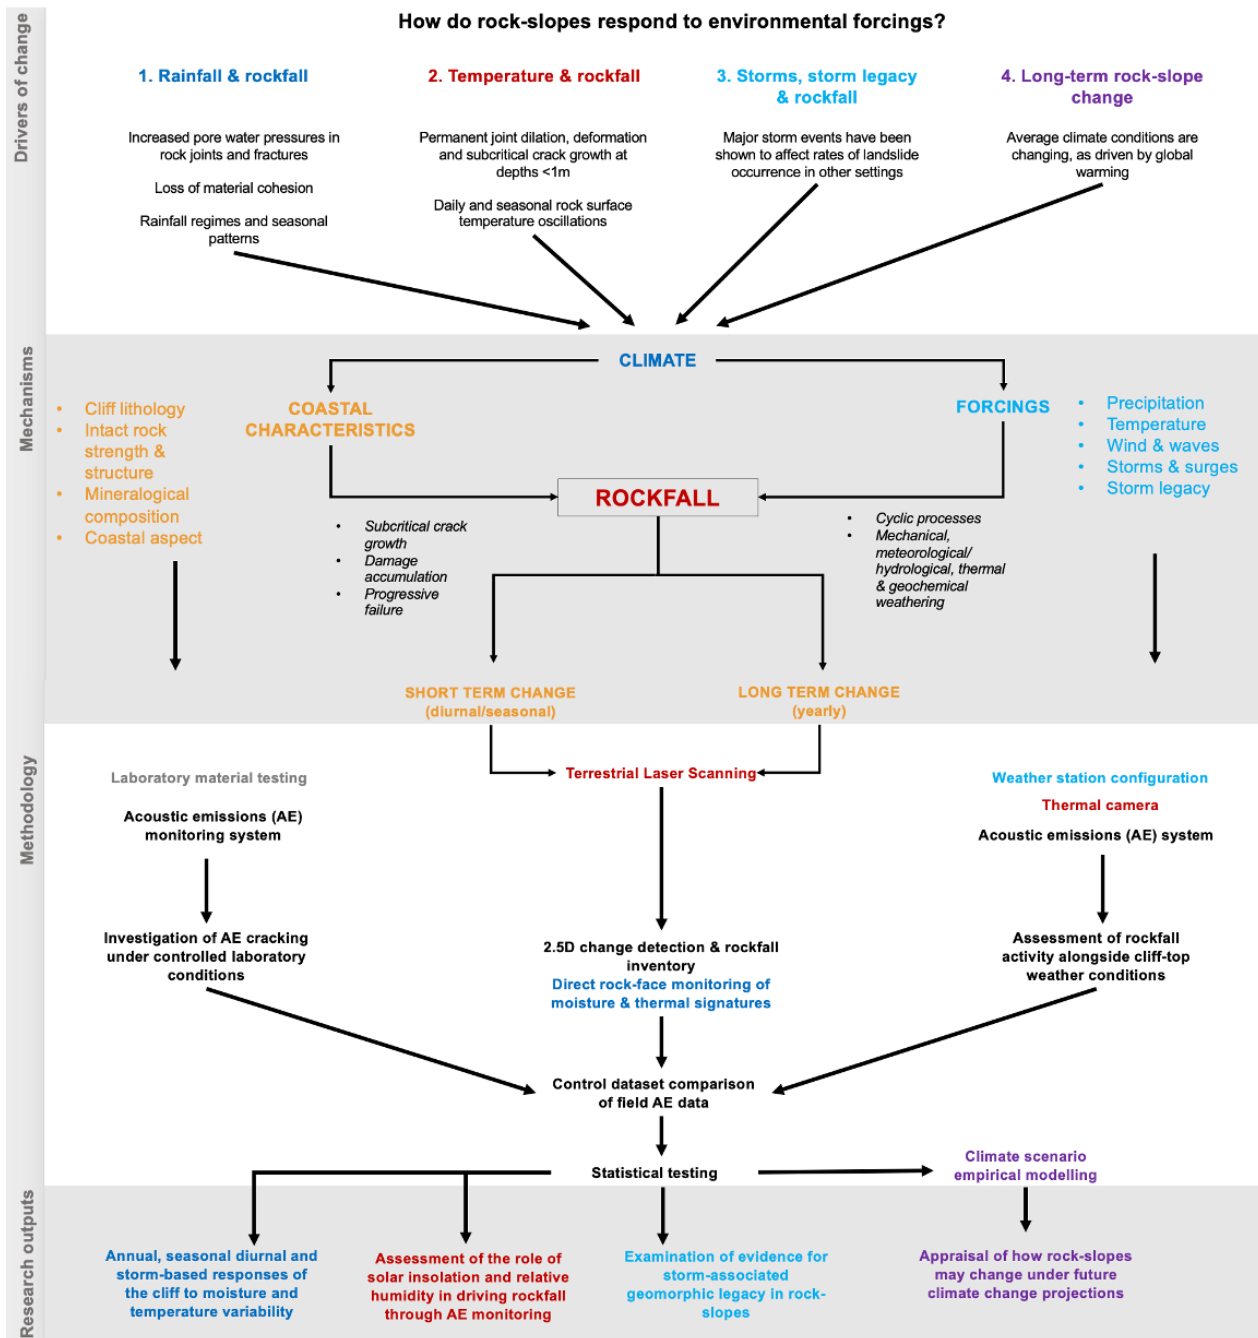 How do rock-slopes respond to environmental forcings?
Drivers of change
1. Rainfall & rockfall
Increased pore water pressures in
rock joints and fractures
Loss of material cohesion
Rainfall regimes and seasonal
patterns
2. Temperature & rockfall
Permanent joint dilation, deformation
and subcritical crack growth at
depths <1m
Daily and seasonal rock surface
temperature oscillations
3. Storms, storm legacy
& rockfall
Major storm events have been
shown to affect rates of landslide
occurrence in other settings
4. Long-term rock-slope
change
Average climate conditions are
changing, as driven by global
warming
Mechanisms
CLIMATE
• Cliff lithology
• Intact rock
strength &
structure
• Mineralogical
composition
• Coastal aspect
COASTAL
CHARACTERISTICS
FORCINGS
• Precipitation
• Temperature
• Wind & waves
• Storms & surges
• Storm legacy
ROCKFALL
• Subcritical crack
growth
• Damage
accumulation
• Progressive
failure
• Cyclic processes
• Mechanical,
meteorological/
hydrological, thermal
& geochemical
weathering
SHORT TERM CHANGE
(diurnal/seasonal)
LONG TERM CHANGE
(yearly)
Methodology
Laboratory material testing
Acoustic emissions (AE)
monitoring system
Terrestrial Laser Scanning
Weather station configuration
Thermal camera
Acoustic emissions (AE) system
Investigation of AE cracking
under controlled laboratory
conditions
2.5D change detection & rockfall
inventory
Direct rock-face monitoring of
moisture & thermal signatures
Assessment of rockfall
activity alongside cliff-top
weather conditions
Control dataset comparison
of field AE data
Statistical testing
Climate scenario
empirical modelling
Research outputs
Annual, seasonal diurnal and
storm-based responses of
the cliff to moisture and
temperature variability
Assessment of the role of
solar insolation and relative
humidity in driving rockfall
through AE monitoring
Examination of evidence for
storm-associated
geomorphic legacy in rock-
slopes
Appraisal of how rock-slopes
may change under future
climate change projections